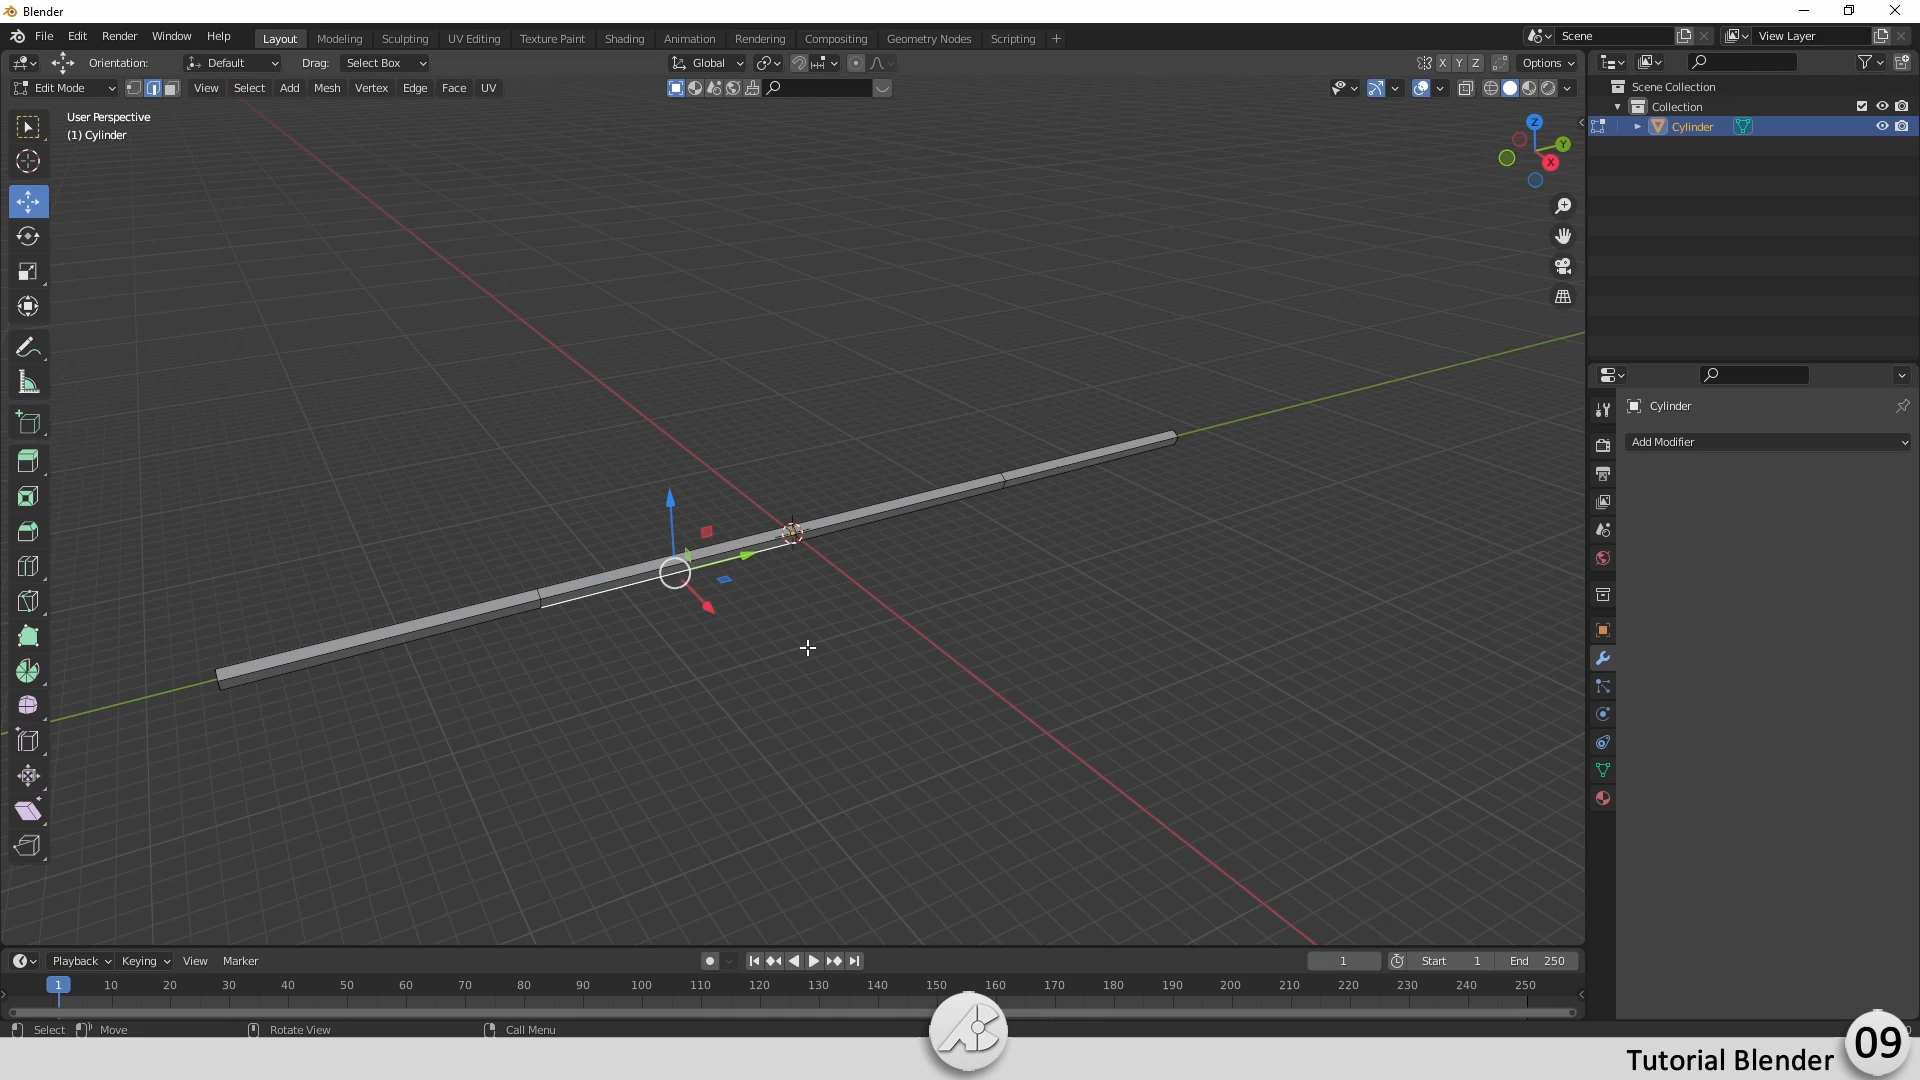 Blender
File Edit Render Window Help Layout Modeling Sculpting UV Editing Texture Paint Shading Animation Rendering Compositing Geometry Nodes Scripting + Scene View Layer
Orientation: Default Drag: Select Box Global X Y Z Options
Edit Mode View Select Add Mesh Vertex Edge Face UV
User Perspective
(1) Cylinder
Z
Y
X
Scene Collection
Collection
Cylinder
Cylinder
Add Modifier
Playback Keying View Marker 1 Start 1 End 250
1 10 20 30 40 50 60 70 80 90 100 110 120 130 140 150 160 170 180 190 200 210 220 230 240 250
Select Move Rotate View Call Menu
Tutorial Blender 09